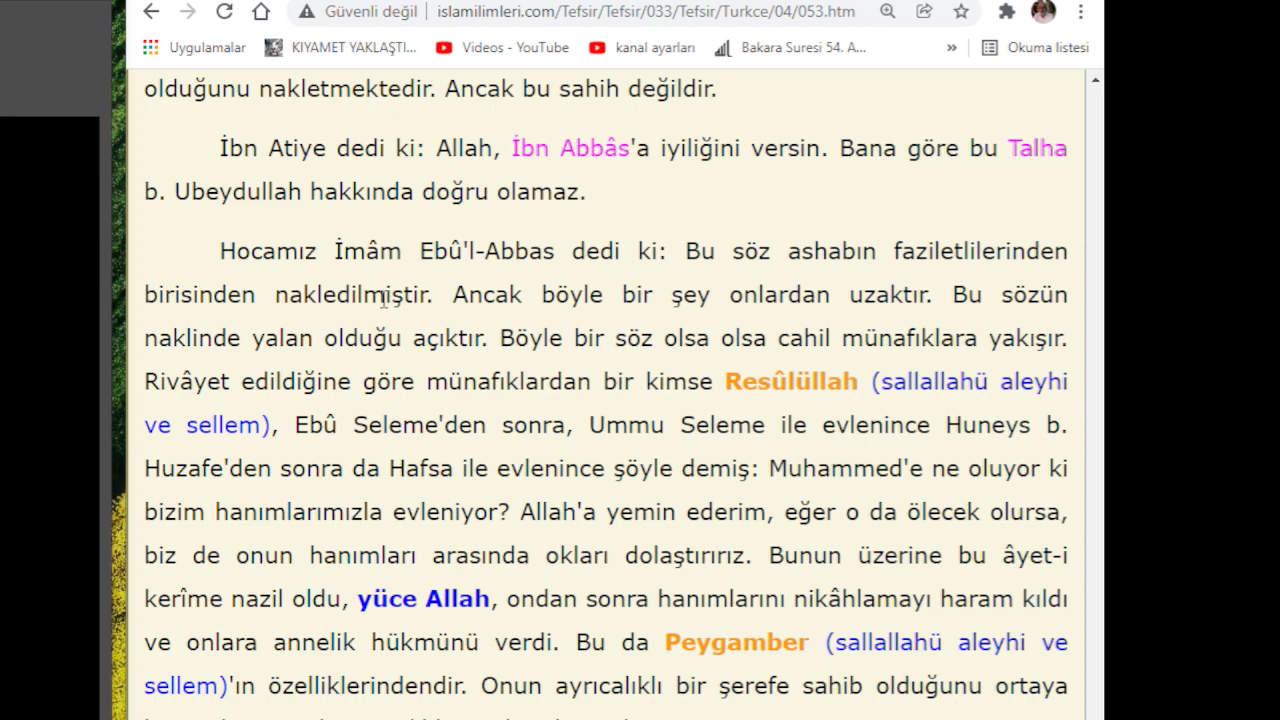 Güvenli değil | islamilimleri.com/Tefsir/Tefsir/033/Tefsir/Turkce/04/053.htm
Uygulamalar KIYAMET YAKLAŞTI... Videos - YouTube kanal ayarları Bakara Suresi 54. A... » Okuma listesi
olduğunu nakletmektedir. Ancak bu sahih değildir.
İbn Atiye dedi ki: Allah, İbn Abbâs'a iyiliğini versin. Bana göre bu Talha
b. Ubeydullah hakkında doğru olamaz.
Hocamız İmâm Ebû'l-Abbas dedi ki: Bu söz ashabın faziletlilerinden
birisinden nakledilmiştir. Ancak böyle bir şey onlardan uzaktır. Bu sözün
naklinde yalan olduğu açıktır. Böyle bir söz olsa olsa cahil münafıklara yakışır.
Rivâyet edildiğine göre münafıklardan bir kimse Resûlüllah (sallallahü aleyhi
ve sellem), Ebû Seleme'den sonra, Ummu Seleme ile evlenince Huneys b.
Huzafe'den sonra da Hafsa ile evlenince şöyle demiş: Muhammed'e ne oluyor ki
bizim hanımlarımızla evleniyor? Allah'a yemin ederim, eğer o da ölecek olursa,
biz de onun hanımları arasında okları dolaştırırız. Bunun üzerine bu âyet-i
kerîme nazil oldu, yüce Allah, ondan sonra hanımlarını nikâhlamayı haram kıldı
ve onlara annelik hükmünü verdi. Bu da Peygamber (sallallahü aleyhi ve
sellem)'ın özelliklerindendir. Onun ayrıcalıklı bir şerefe sahib olduğunu ortaya